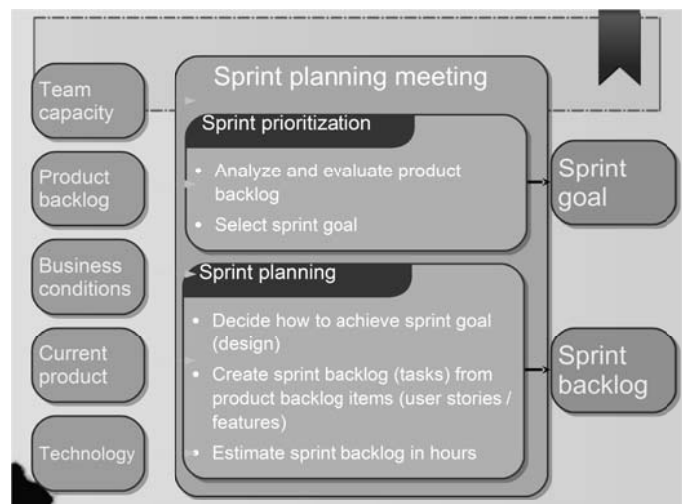 Team
capacity
Product
backlog
Business
conditions
Current
product
Technology
Sprint planning meeting
Sprint prioritization
• Analyze and evaluate product
backlog
• Select sprint goal
Sprint planning
• Decide how to achieve sprint goal
(design)
• Create sprint backlog (tasks) from
product backlog items (user stories /
features)
• Estimate sprint backlog in hours
Sprint
goal
Sprint
backlog